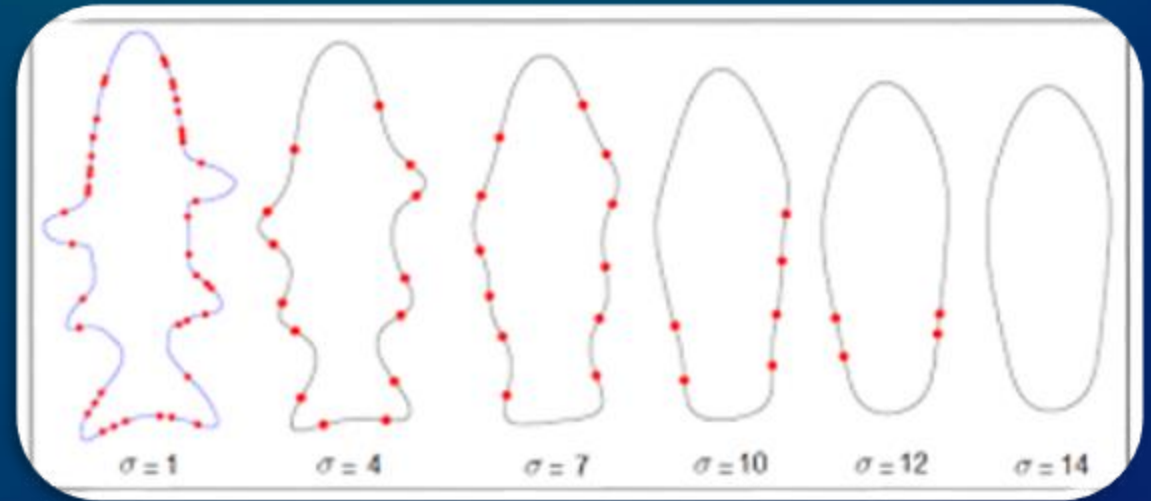 σ = 1 σ = 4 σ = 7 σ = 10 σ = 12 σ = 14